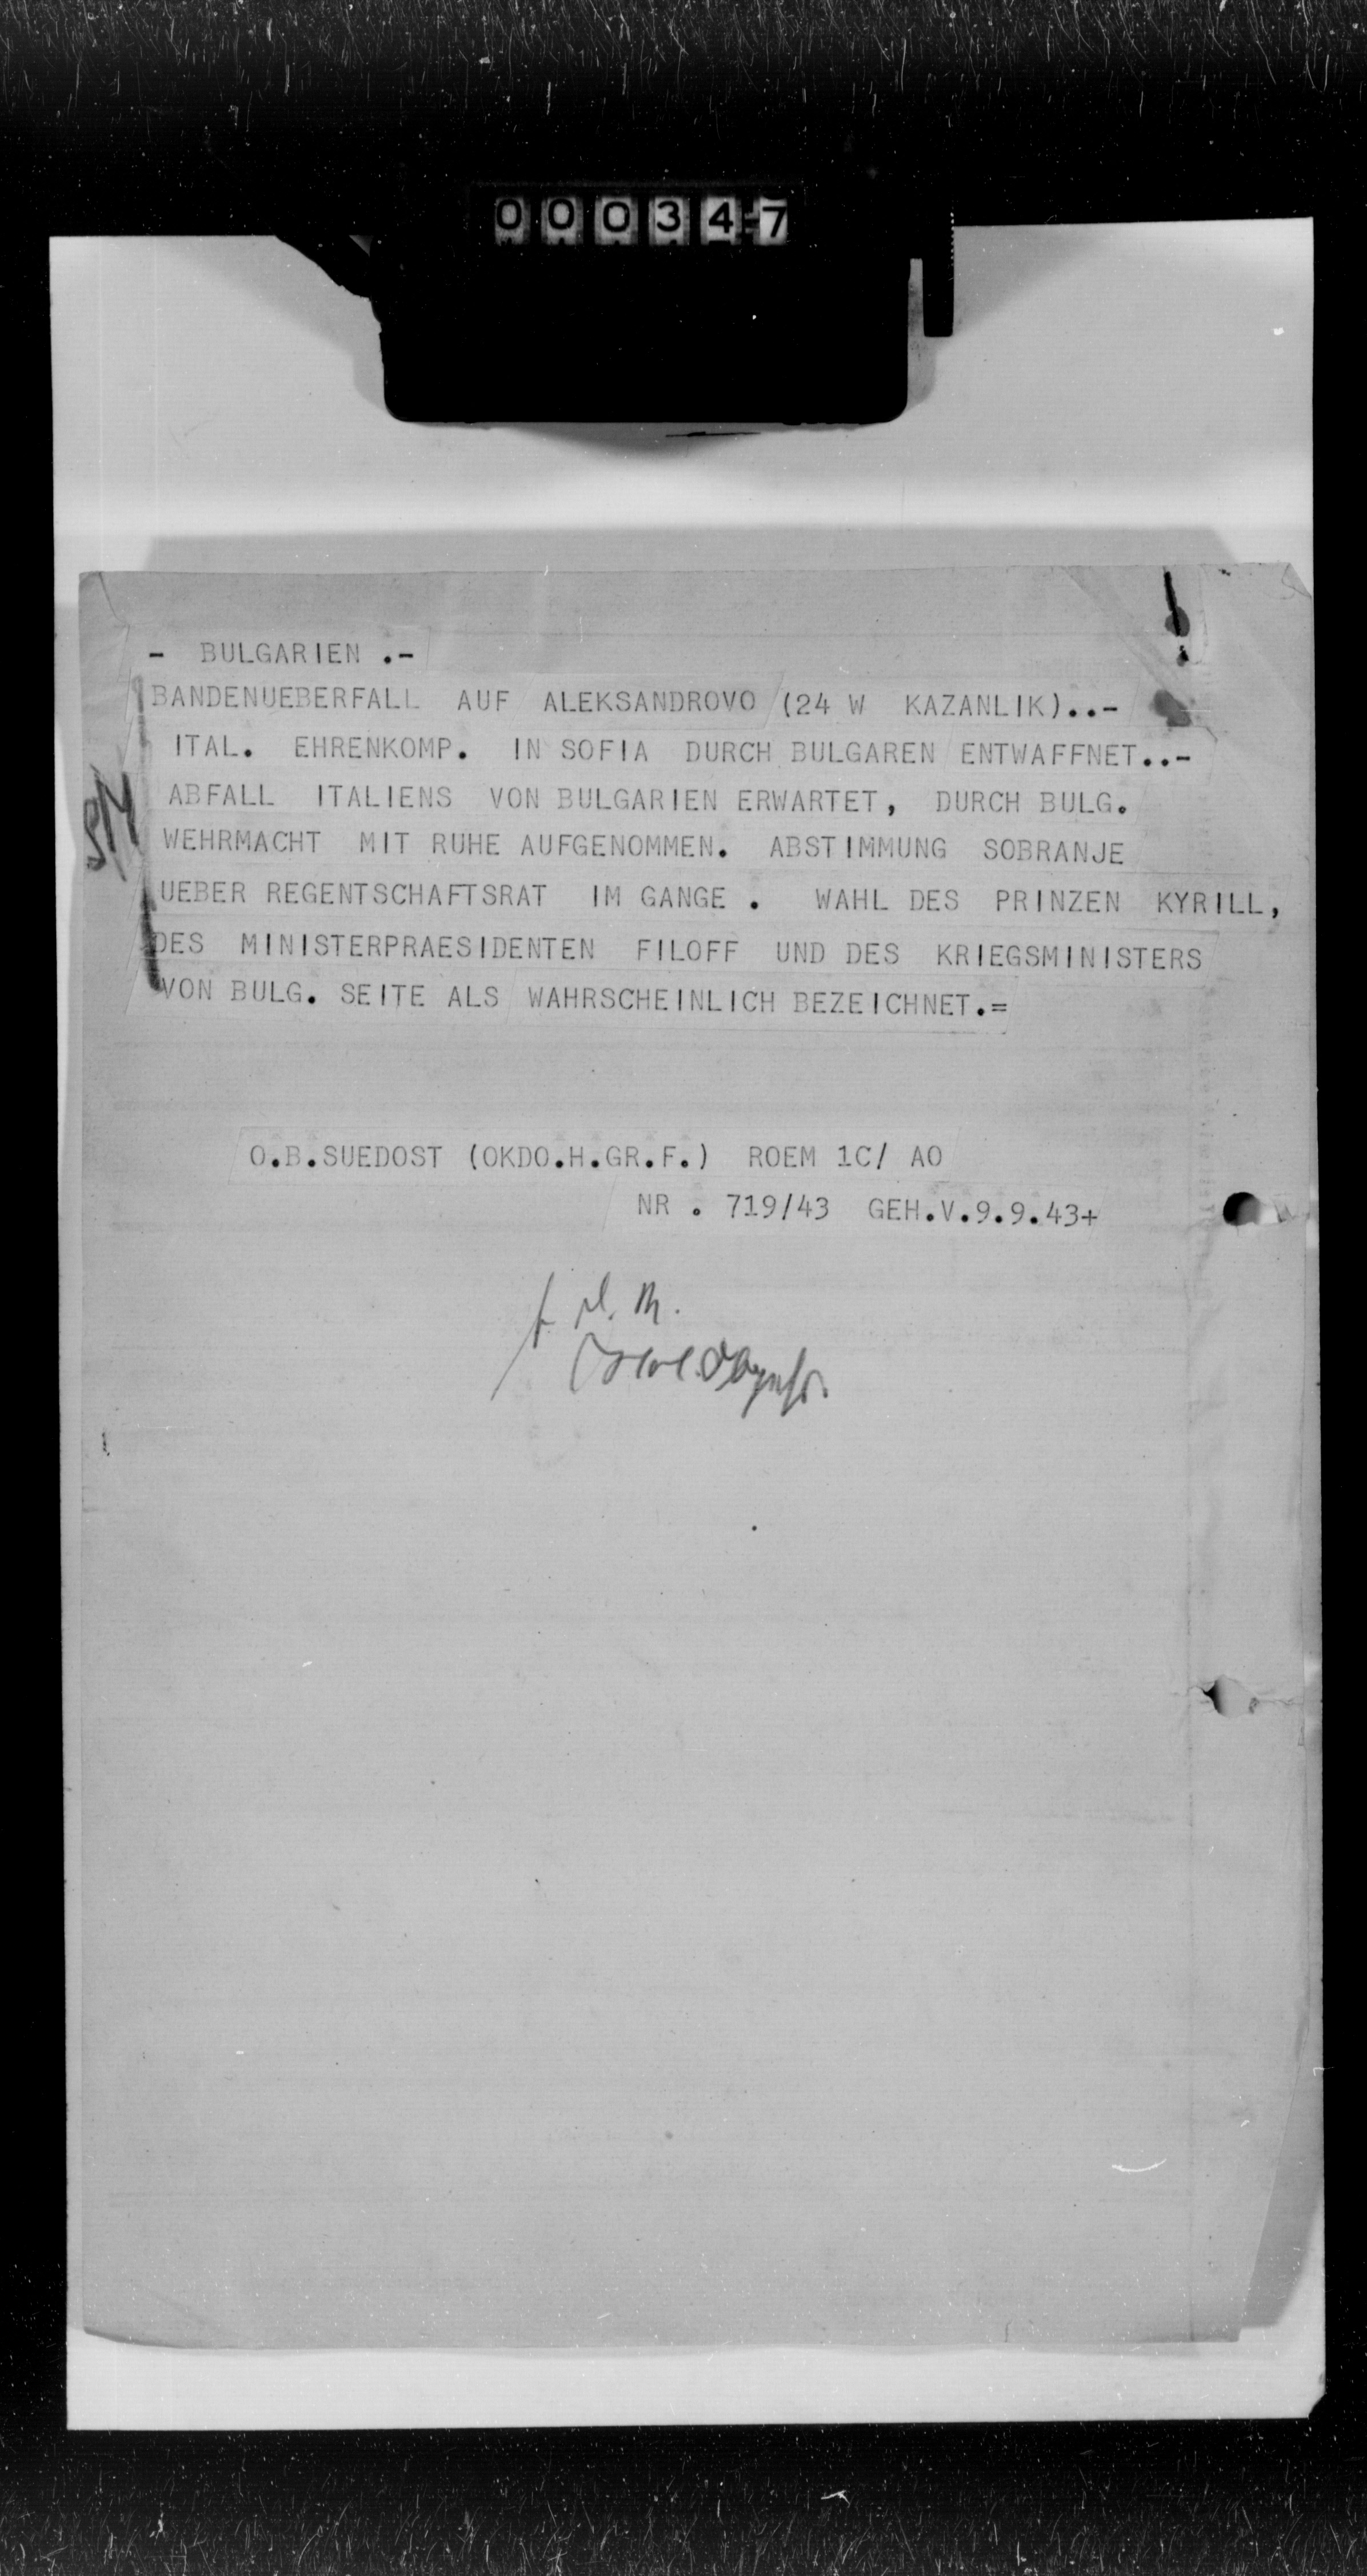 000347
- BULGARIEN .-
BANDENUEBERFALL AUF ALEKSANDROVO (24 W KAZANLIK)..-
ITAL. EHRENKOMP. IN SOFIA DURCH BULGAREN ENTWAFFNET..-
ABFALL ITALIENS VON BULGARIEN ERWARTET, DURCH BULG.
WEHRMACHT MIT RUHE AUFGENOMMEN. ABSTIMMUNG SOBRANJE
UEBER REGENTSCHAFTSRAT IM GANGE . WAHL DES PRINZEN KYRILL,
DES MINISTERPRAESIDENTEN FILOFF UND DES KRIEGSMINISTERS
VON BULG. SEITE ALS WAHRSCHEINLICH BEZEICHNET.=
O.B.SUEDOST (OKDO.H.GR.F.) ROEM 1C/ AO
NR . 719/43 GEH.V.9.9.43+